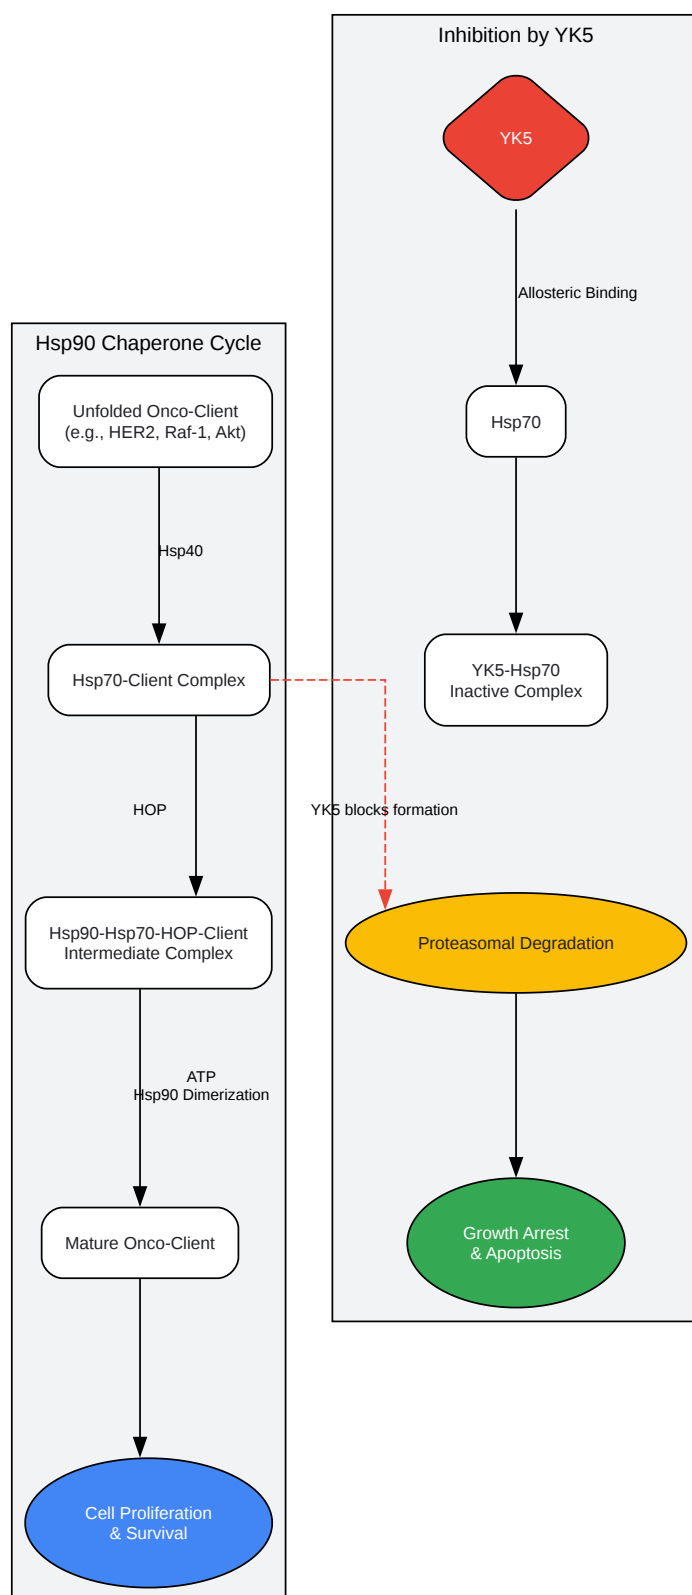 Inhibition by YK5
YK5
Allosteric Binding
Hsp70
YK5-Hsp70
Inactive Complex
Hsp90 Chaperone Cycle
Unfolded Onco-Client
(e.g., HER2, Raf-1, Akt)
Hsp40
Hsp70-Client Complex
HOP
YK5 blocks formation
Hsp90-Hsp70-HOP-Client
Intermediate Complex
Proteasomal Degradation
ATP
Hsp90 Dimerization
Mature Onco-Client
Growth Arrest
& Apoptosis
Cell Proliferation
& Survival